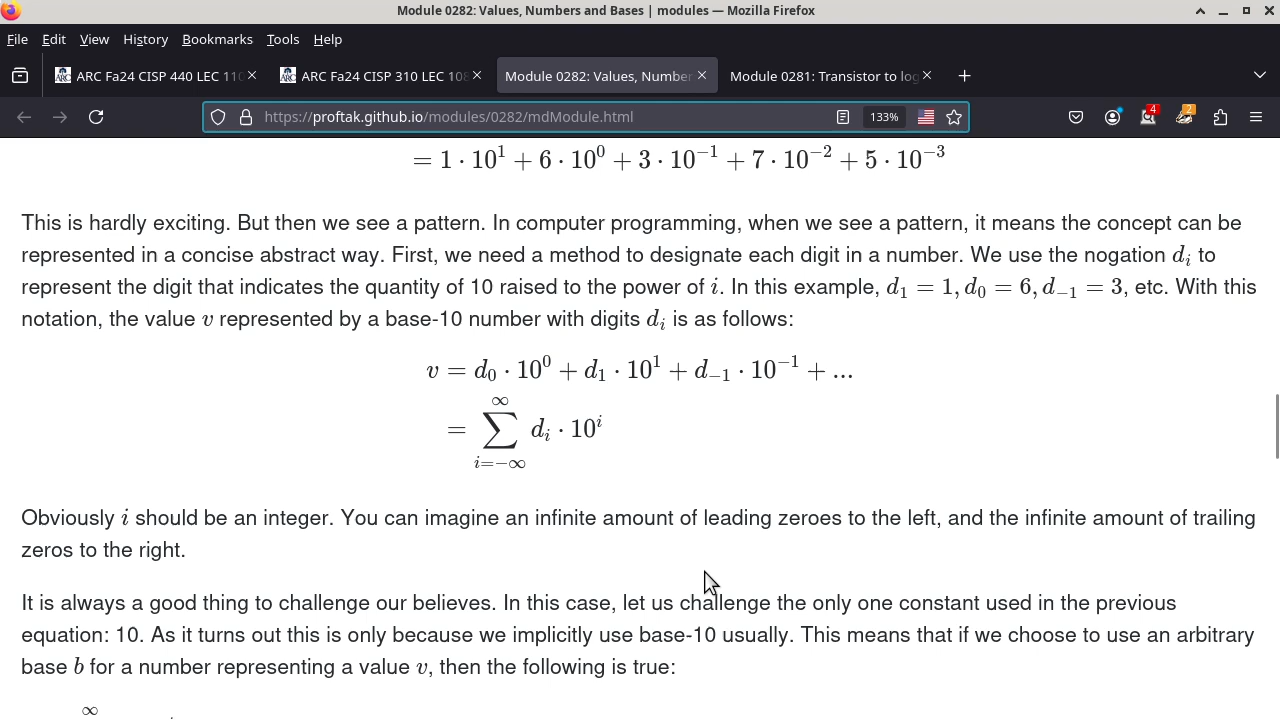 Module 0282: Values, Numbers and Bases | modules — Mozilla Firefox
File Edit View History Bookmarks Tools Help
ARC Fa24 CISP 440 LEC 110 ARC Fa24 CISP 310 LEC 108 Module 0282: Values, Number Module 0281: Transistor to log
https://proftak.github.io/modules/0282/mdModule.html 133% 4 2
= 1 · 10¹ + 6 · 10⁰ + 3 · 10⁻¹ + 7 · 10⁻² + 5 · 10⁻³
This is hardly exciting. But then we see a pattern. In computer programming, when we see a pattern, it means the concept can be
represented in a concise abstract way. First, we need a method to designate each digit in a number. We use the nogation dᵢ to
represent the digit that indicates the quantity of 10 raised to the power of i. In this example, d₁ = 1, d₀ = 6, d₋₁ = 3, etc. With this
notation, the value v represented by a base-10 number with digits dᵢ is as follows:
v = d₀ · 10⁰ + d₁ · 10¹ + d₋₁ · 10⁻¹ + ...
∞
= ∑ dᵢ · 10ⁱ
i=−∞
Obviously i should be an integer. You can imagine an infinite amount of leading zeroes to the left, and the infinite amount of trailing
zeros to the right.
It is always a good thing to challenge our believes. In this case, let us challenge the only one constant used in the previous
equation: 10. As it turns out this is only because we implicitly use base-10 usually. This means that if we choose to use an arbitrary
base b for a number representing a value v, then the following is true:
∞